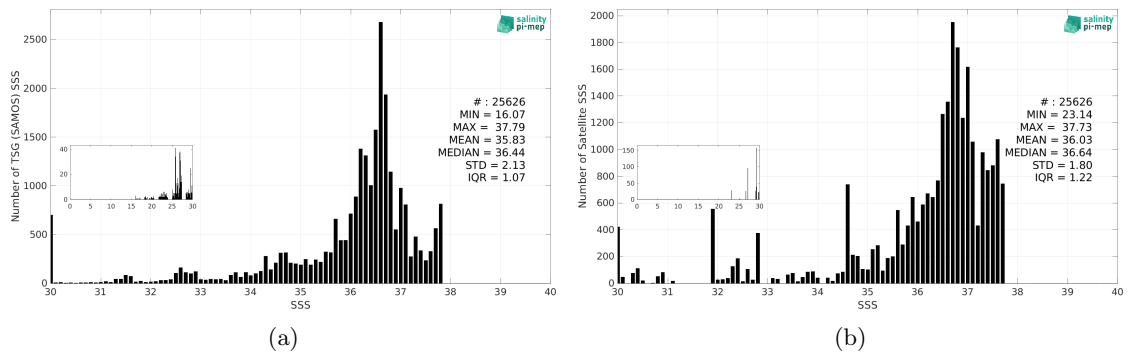 salinity
pi-mep
Number of TSG (SAMOS) SSS
2500
2000
1500
1000
500
0
# : 25626
MIN = 16.07
MAX = 37.79
MEAN = 35.83
MEDIAN = 36.44
STD = 2.13
IQR = 1.07
40
20
0
0 5 10 15 20 25 30
30 31 32 33 34 35 36 37 38 39 40
SSS
(a)
salinity
pi-mep
Number of Satellite SSS
2000
1800
1600
1400
1200
1000
800
600
400
200
0
# : 25626
MIN = 23.14
MAX = 37.73
MEAN = 36.03
MEDIAN = 36.64
STD = 1.80
IQR = 1.22
150
100
50
0
0 5 10 15 20 25 30
30 31 32 33 34 35 36 37 38 39 40
SSS
(b)